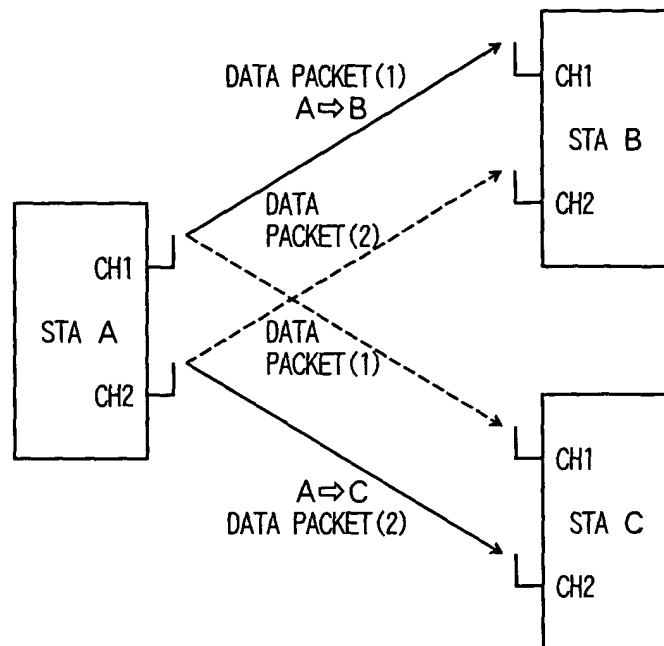 DATA PACKET(1)
A⇨B
CH1
STA B
CH2
DATA
PACKET(2)
CH1
STA A
CH2
DATA
PACKET(1)
A⇨C
DATA PACKET(2)
CH1
STA C
CH2